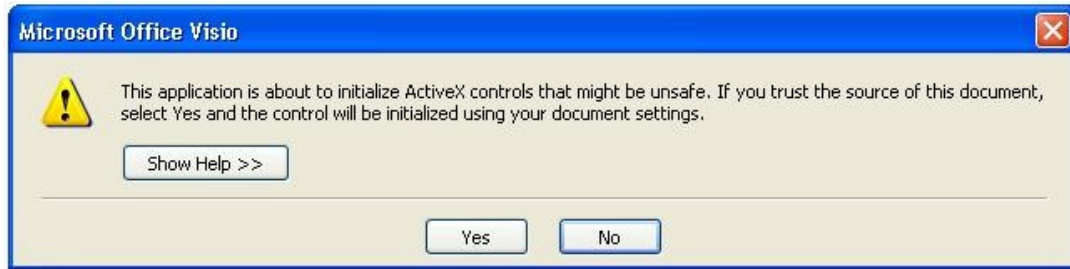 Microsoft Office Visio
This application is about to initialize ActiveX controls that might be unsafe. If you trust the source of this document,
select Yes and the control will be initialized using your document settings.
Show Help >>
Yes No